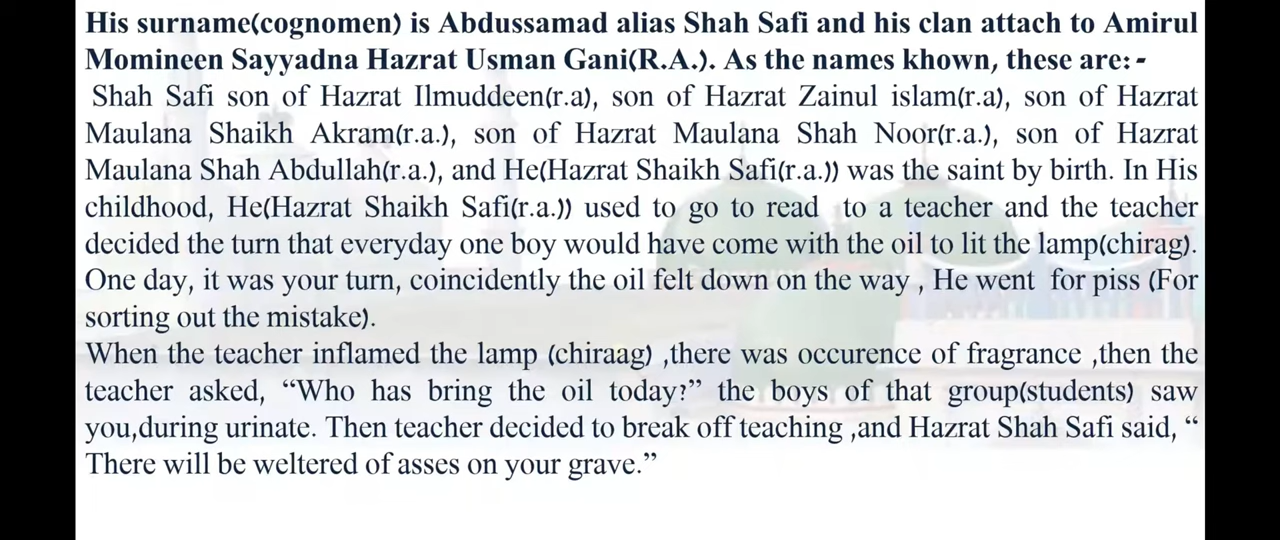 His surname(cognomen) is Abdussamad alias Shah Safi and his clan attach to Amirul
Momineen Sayyadna Hazrat Usman Gani(R.A.). As the names khown, these are:-
Shah Safi son of Hazrat Ilmuddeen(r.a), son of Hazrat Zainul islam(r.a), son of Hazrat
Maulana Shaikh Akram(r.a.), son of Hazrat Maulana Shah Noor(r.a.), son of Hazrat
Maulana Shah Abdullah(r.a.), and He(Hazrat Shaikh Safi(r.a.)) was the saint by birth. In His
childhood, He(Hazrat Shaikh Safi(r.a.)) used to go to read to a teacher and the teacher
decided the turn that everyday one boy would have come with the oil to lit the lamp(chirag).
One day, it was your turn, coincidently the oil felt down on the way , He went for piss (For
sorting out the mistake).
When the teacher inflamed the lamp (chiraag) ,there was occurence of fragrance ,then the
teacher asked, “Who has bring the oil today?” the boys of that group(students) saw
you,during urinate. Then teacher decided to break off teaching ,and Hazrat Shah Safi said, “
There will be weltered of asses on your grave.”